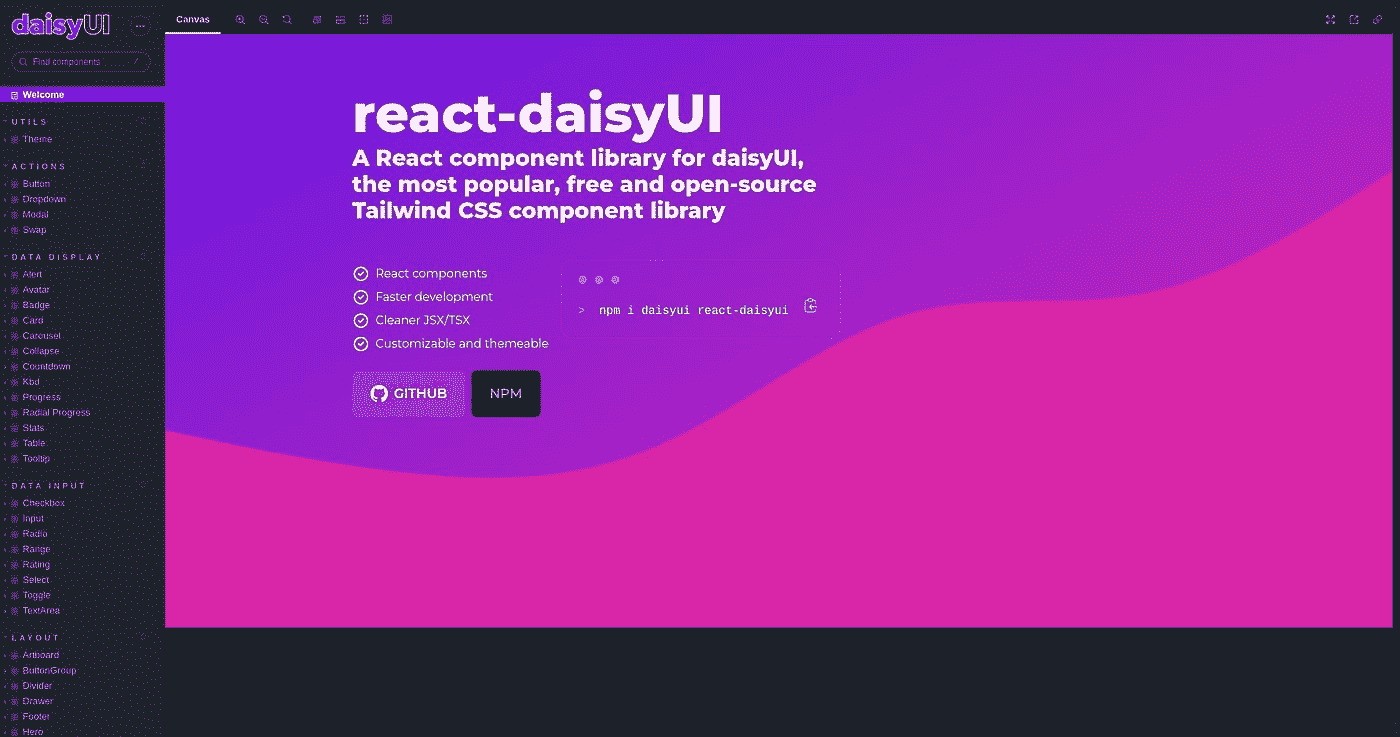 daisyUI
Find components /
Welcome
UTILS
Theme
ACTIONS
Button
Dropdown
Modal
Swap
DATA DISPLAY
Alert
Avatar
Badge
Card
Carousel
Collapse
Countdown
Kbd
Progress
Radial Progress
Stats
Table
Tooltip
DATA INPUT
Checkbox
Input
Radio
Range
Rating
Select
Toggle
TextArea
LAYOUT
Artboard
ButtonGroup
Divider
Drawer
Footer
Hero
Canvas
react-daisyUI
A React component library for daisyUI,
the most popular, free and open-source
Tailwind CSS component library
React components
Faster development
Cleaner JSX/TSX
Customizable and themeable
> npm i daisyui react-daisyui
GITHUB
NPM